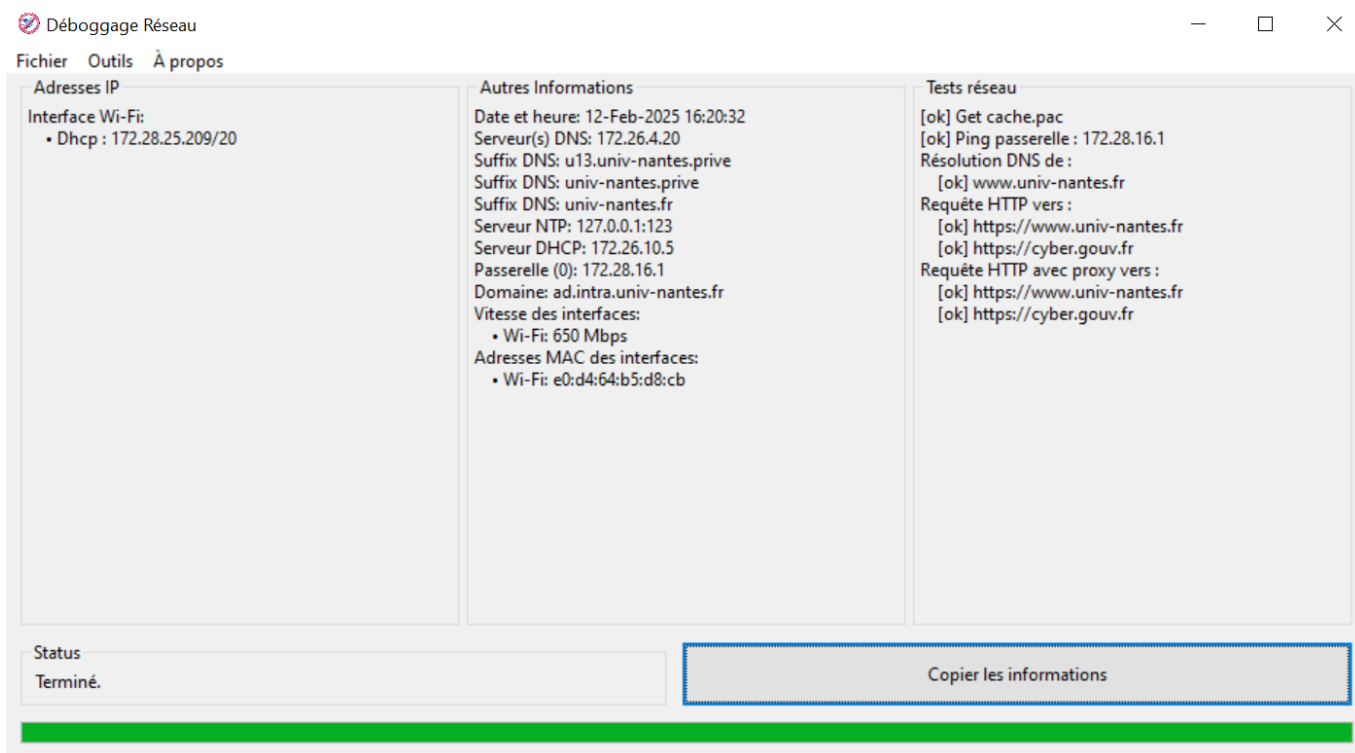 Déboggage Réseau
Fichier Outils À propos
Adresses IP
Interface Wi-Fi:
• Dhcp : 172.28.25.209/20
Autres Informations
Date et heure: 12-Feb-2025 16:20:32
Serveur(s) DNS: 172.26.4.20
Suffix DNS: u13.univ-nantes.prive
Suffix DNS: univ-nantes.prive
Suffix DNS: univ-nantes.fr
Serveur NTP: 127.0.0.1:123
Serveur DHCP: 172.26.10.5
Passerelle (0): 172.28.16.1
Domaine: ad.intra.univ-nantes.fr
Vitesse des interfaces:
• Wi-Fi: 650 Mbps
Adresses MAC des interfaces:
• Wi-Fi: e0:d4:64:b5:d8:cb
Tests réseau
[ok] Get cache.pac
[ok] Ping passerelle : 172.28.16.1
Résolution DNS de :
[ok] www.univ-nantes.fr
Requête HTTP vers :
[ok] https://www.univ-nantes.fr
[ok] https://cyber.gouv.fr
Requête HTTP avec proxy vers :
[ok] https://www.univ-nantes.fr
[ok] https://cyber.gouv.fr
Status
Terminé.
Copier les informations